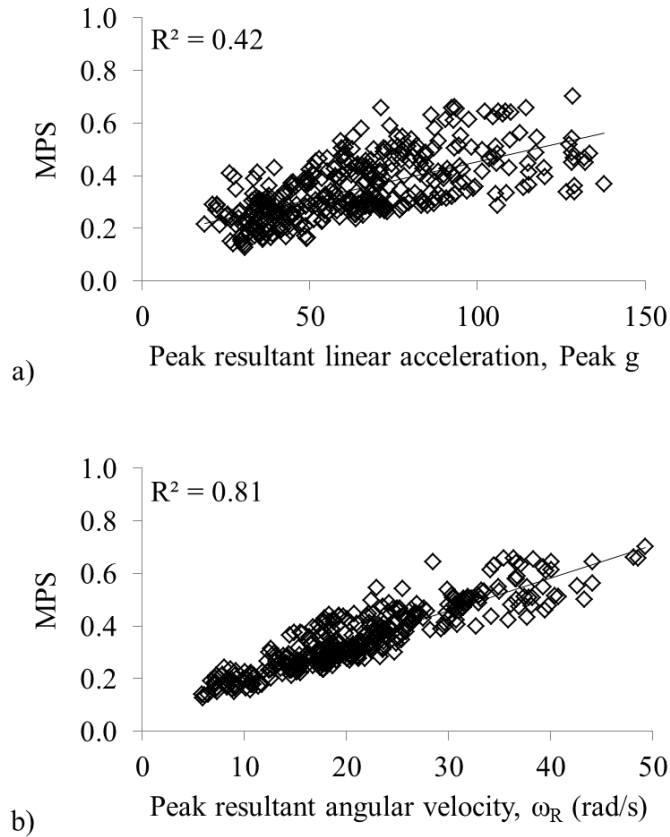 R² = 0.42
1.0
0.8
0.6
0.4
0.2
0.0
MPS
0 50 100 150
Peak resultant linear acceleration, Peak g
a)
R² = 0.81
1.0
0.8
0.6
0.4
0.2
0.0
MPS
0 10 20 30 40 50
Peak resultant angular velocity, ω_R (rad/s)
b)